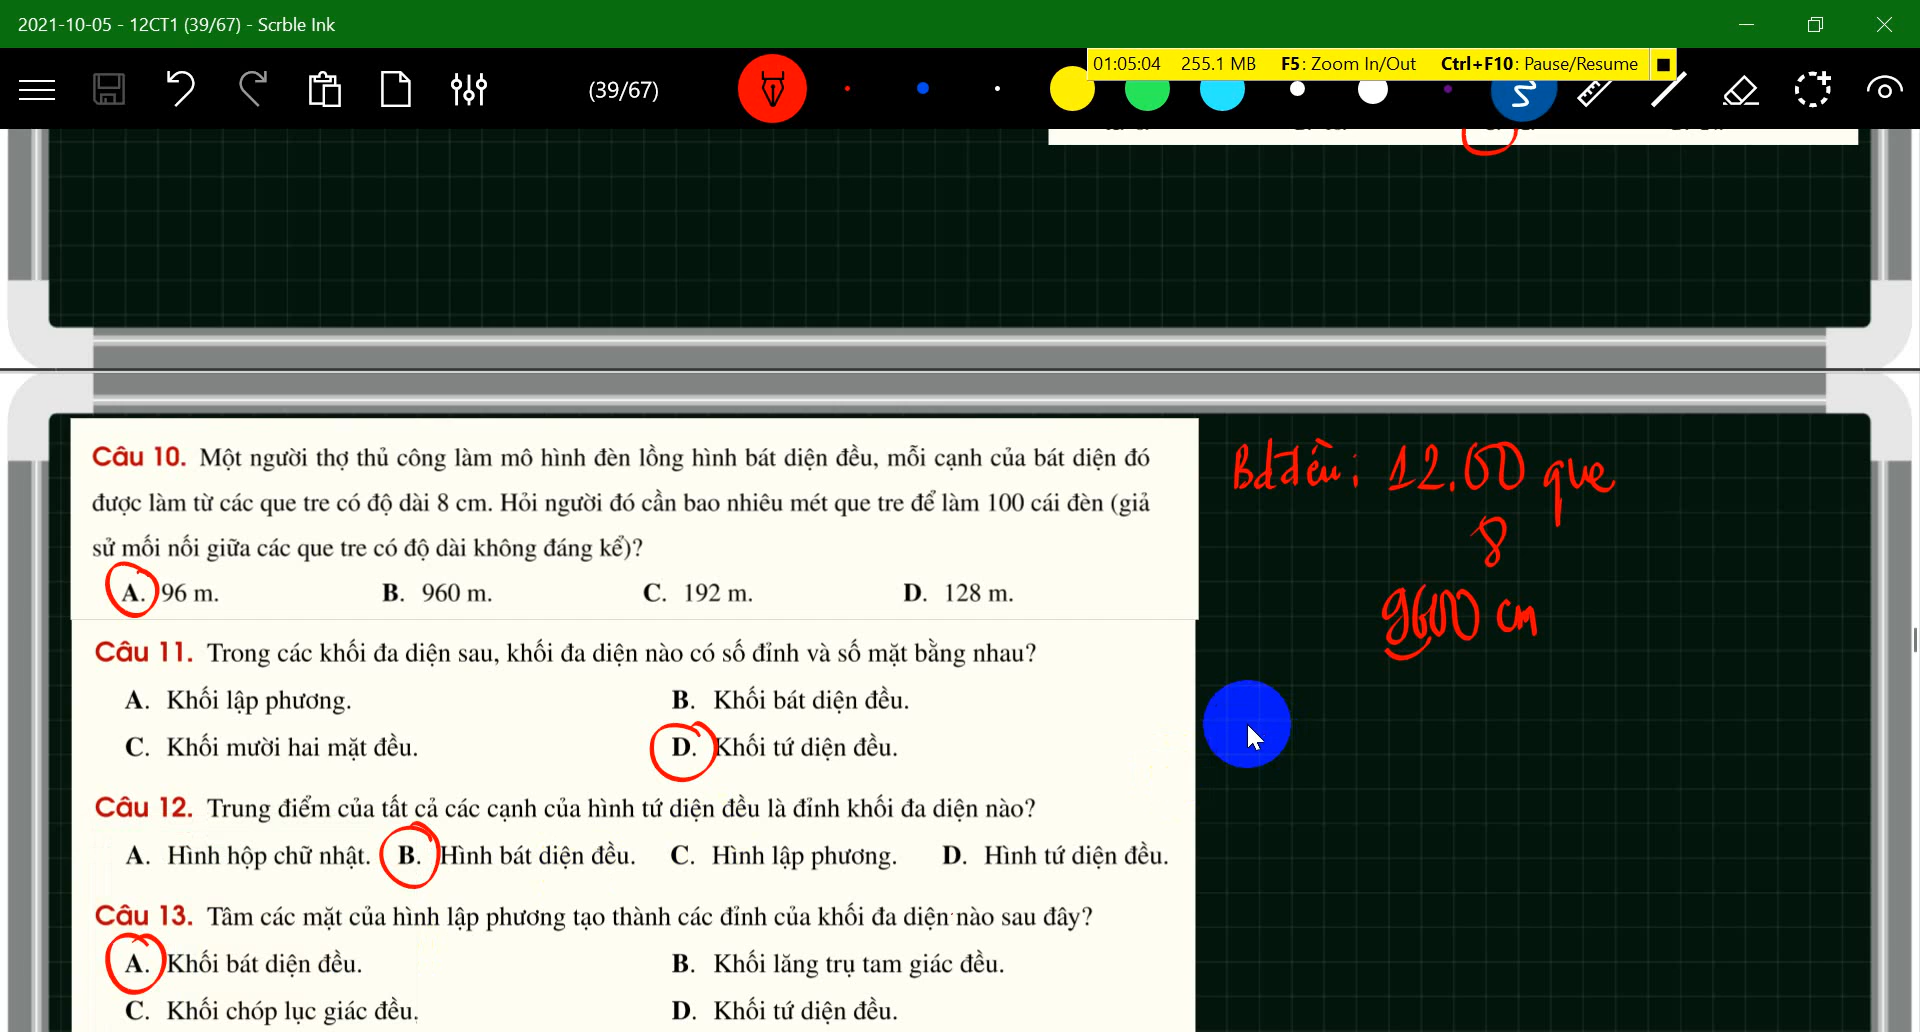 2021-10-05 - 12CT1 (39/67) - Scrble Ink
01:05:04 255.1 MB F5: Zoom In/Out Ctrl+F10: Pause/Resume
(39/67)
Câu 10. Một người thợ thủ công làm mô hình đèn lồng hình bát diện đều, mỗi cạnh của bát diện đó
được làm từ các que tre có độ dài 8 cm. Hỏi người đó cần bao nhiêu mét que tre để làm 100 cái đèn (giả
sử mối nối giữa các que tre có độ dài không đáng kể)?
A. 96 m. B. 960 m. C. 192 m. D. 128 m.
Bdđều: 12.00 que
8
9600 cm
Câu 11. Trong các khối đa diện sau, khối đa diện nào có số đỉnh và số mặt bằng nhau?
A. Khối lập phương. B. Khối bát diện đều.
C. Khối mười hai mặt đều. D. Khối tứ diện đều.
Câu 12. Trung điểm của tất cả các cạnh của hình tứ diện đều là đỉnh khối đa diện nào?
A. Hình hộp chữ nhật. B. Hình bát diện đều. C. Hình lập phương. D. Hình tứ diện đều.
Câu 13. Tâm các mặt của hình lập phương tạo thành các đỉnh của khối đa diện nào sau đây?
A. Khối bát diện đều. B. Khối lăng trụ tam giác đều.
C. Khối chóp lục giác đều. D. Khối tứ diện đều.